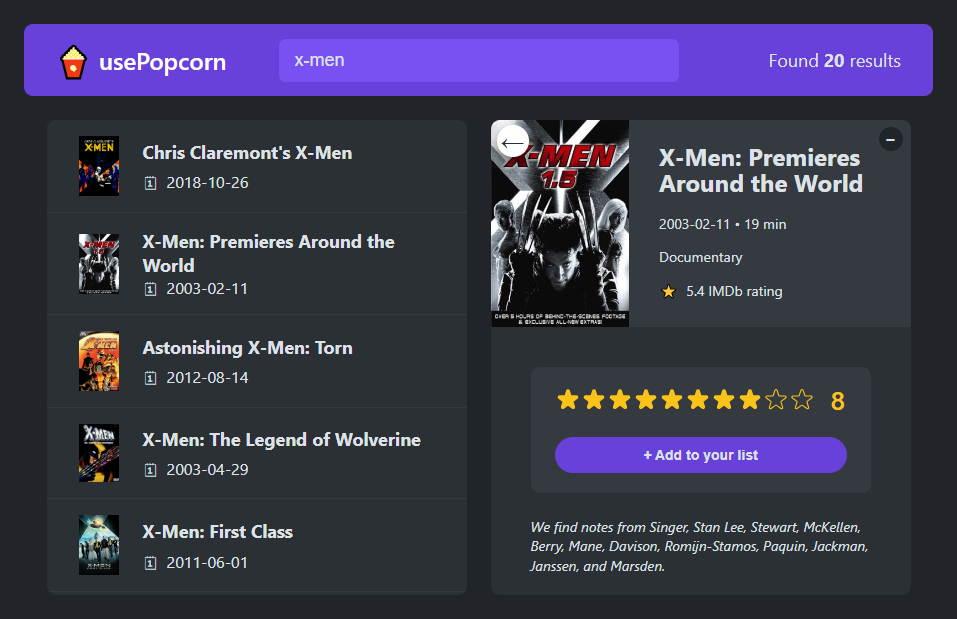 usePopcorn
x-men
Found 20 results
Chris Claremont's X-Men
2018-10-26
X-Men: Premieres Around the
World
2003-02-11
Astonishing X-Men: Torn
2012-08-14
X-Men: The Legend of Wolverine
2003-04-29
X-Men: First Class
2011-06-01
X-MEN
1.5
OVER 5 HOURS OF BEHIND-THE-SCENES FOOTAGE
& EXCLUSIVE ALL-NEW EXTRAS!
X-Men: Premieres
Around the World
2003-02-11 • 19 min
Documentary
5.4 IMDb rating
8
+ Add to your list
We find notes from Singer, Stan Lee, Stewart, McKellen,
Berry, Mane, Davison, Romijn-Stamos, Paquin, Jackman,
Janssen, and Marsden.